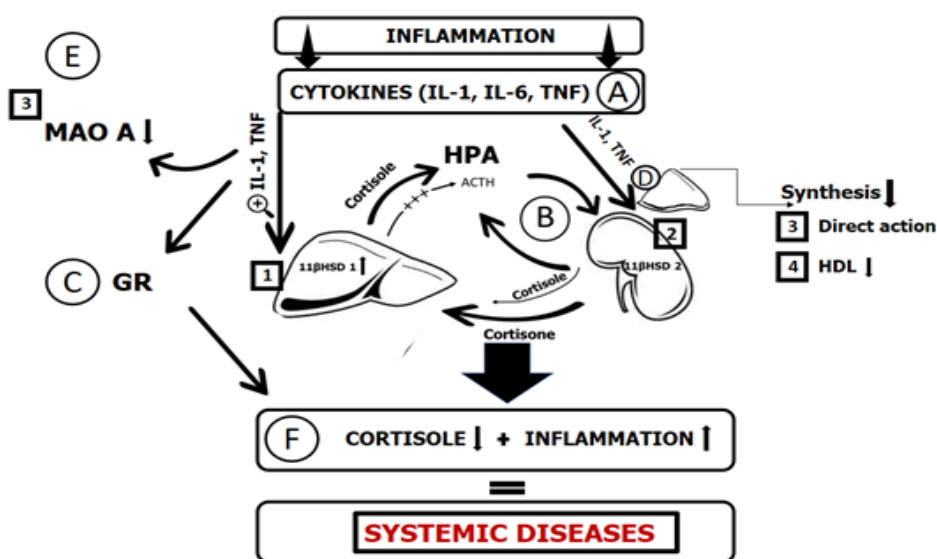 INFLAMMATION
CYTOKINES (IL-1, IL-6, TNF) A
E
3
MAO A
IL-1, TNF
+
Cortisole
HPA
+++ ACTH
B
IL-1, TNF
D
Synthesis
3 Direct action
4 HDL
1
11βHSD 1
2
11βHSD 2
Cortisole
Cortisone
C GR
F CORTISOLE + INFLAMMATION
=
SYSTEMIC DISEASES